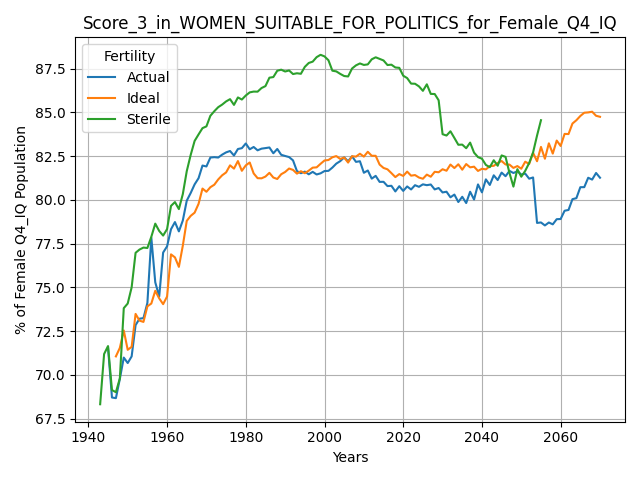 Score_3_in_WOMEN_SUITABLE_FOR_POLITICS_for_Female_Q4_IQ
Fertility
Actual
Ideal
Sterile
% of Female Q4_IQ Population
87.5
85.0
82.5
80.0
77.5
75.0
72.5
70.0
67.5
1940 1960 1980 2000 2020 2040 2060
Years